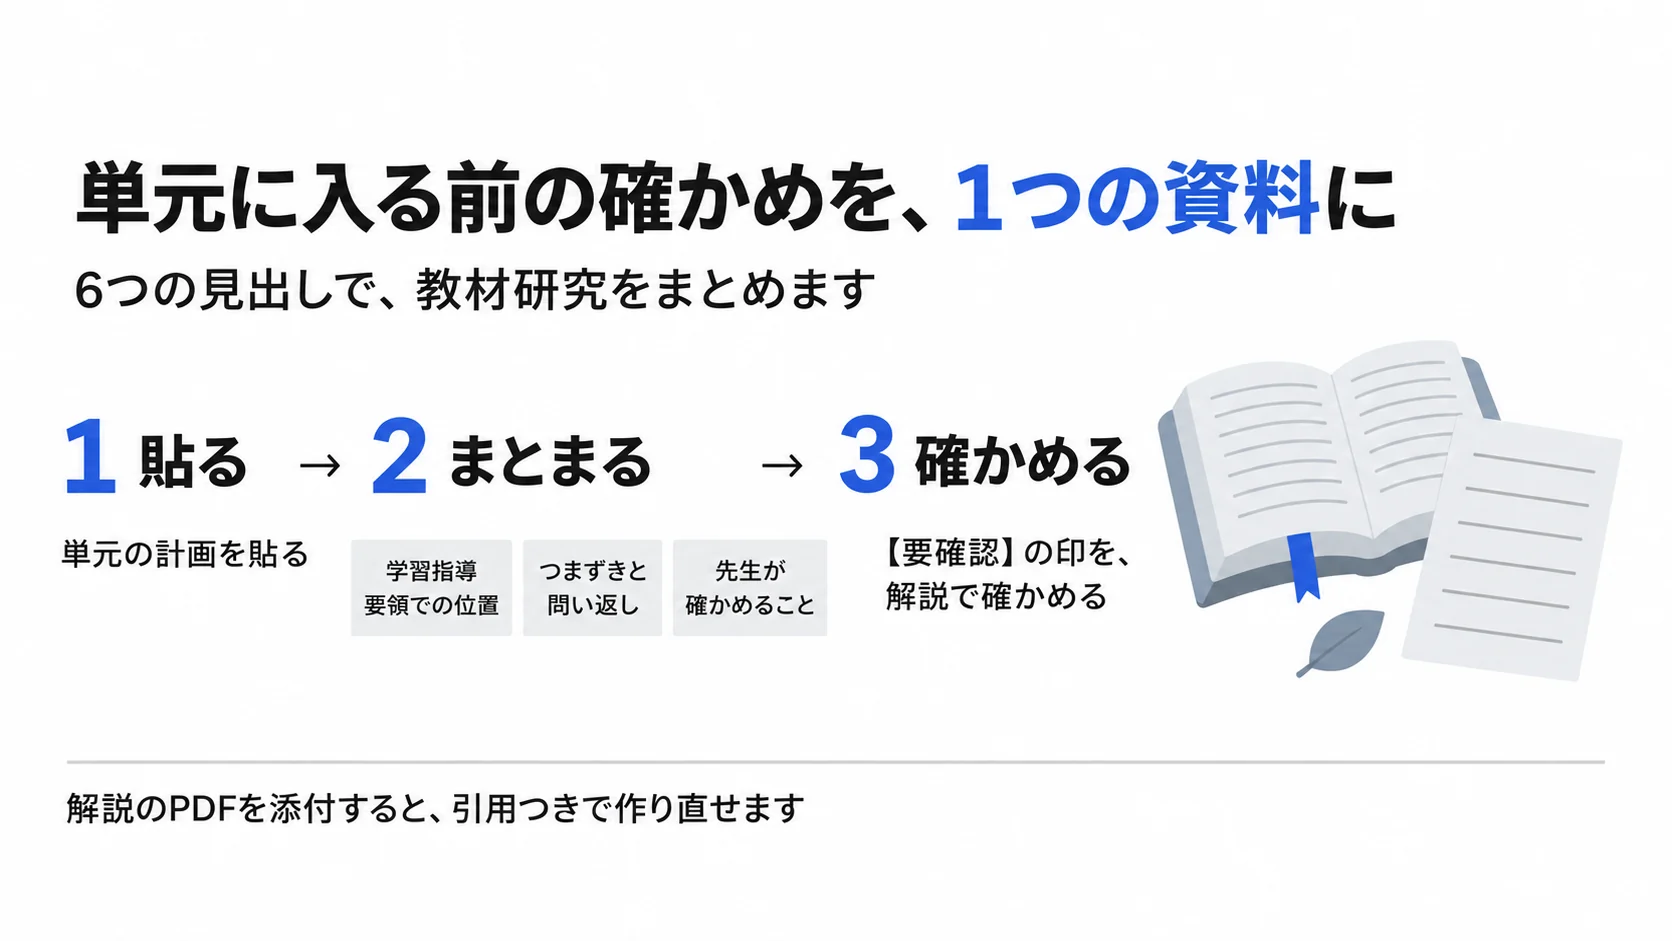 単元に入る前の確かめを、1つの資料に
6つの見出しで、教材研究をまとめます
1 貼る → 2 まとまる → 3 確かめる
単元の計画を貼る
学習指導
要領での位置
つまずきと
問い返し
先生が
確かめること
【要確認】の印を、
解説で確かめる
解説のPDFを添付すると、引用つきで作り直せます